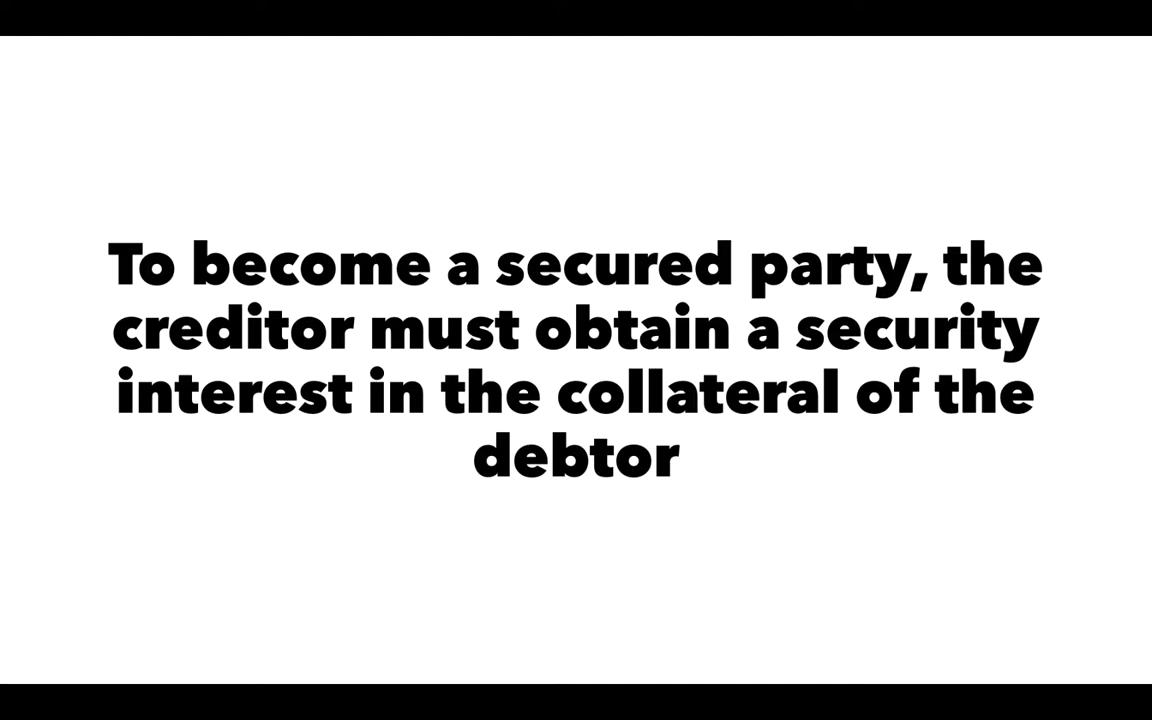 To become a secured party, the
creditor must obtain a security
interest in the collateral of the
debtor